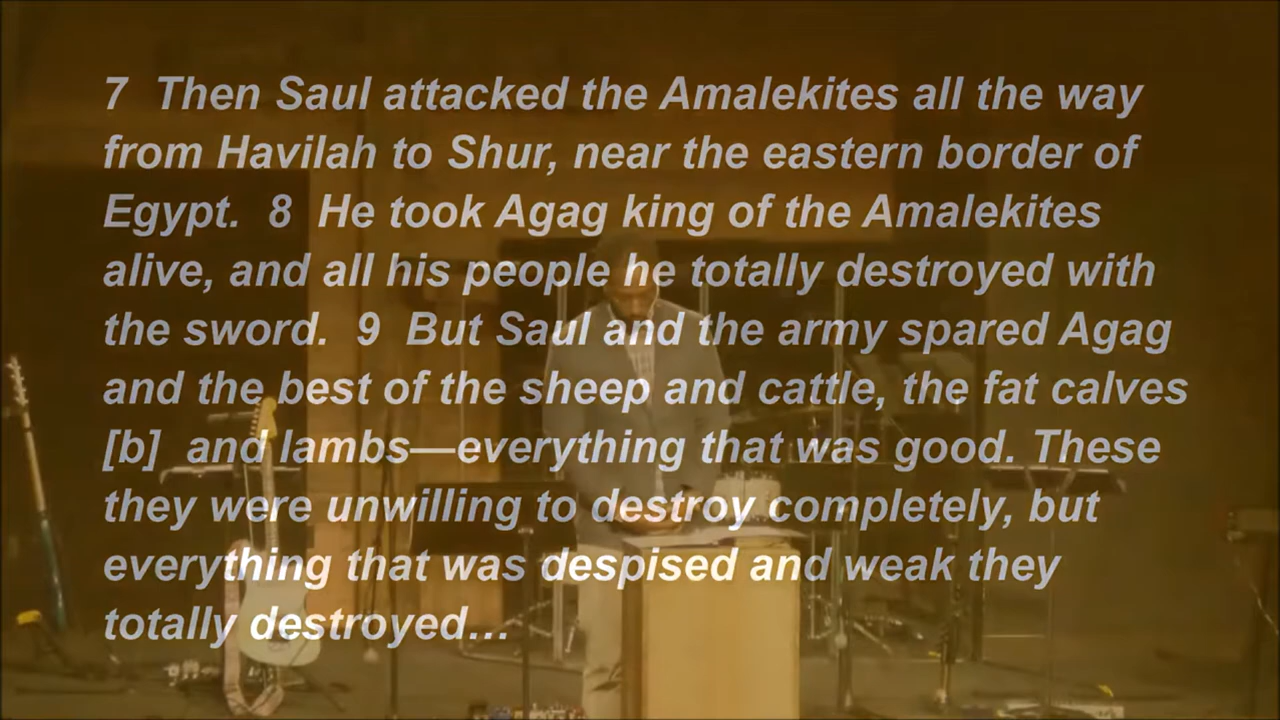 7 Then Saul attacked the Amalekites all the way
from Havilah to Shur, near the eastern border of
Egypt. 8 He took Agag king of the Amalekites
alive, and all his people he totally destroyed with
the sword. 9 But Saul and the army spared Agag
and the best of the sheep and cattle, the fat calves
[b] and lambs—everything that was good. These
they were unwilling to destroy completely, but
everything that was despised and weak they
totally destroyed…